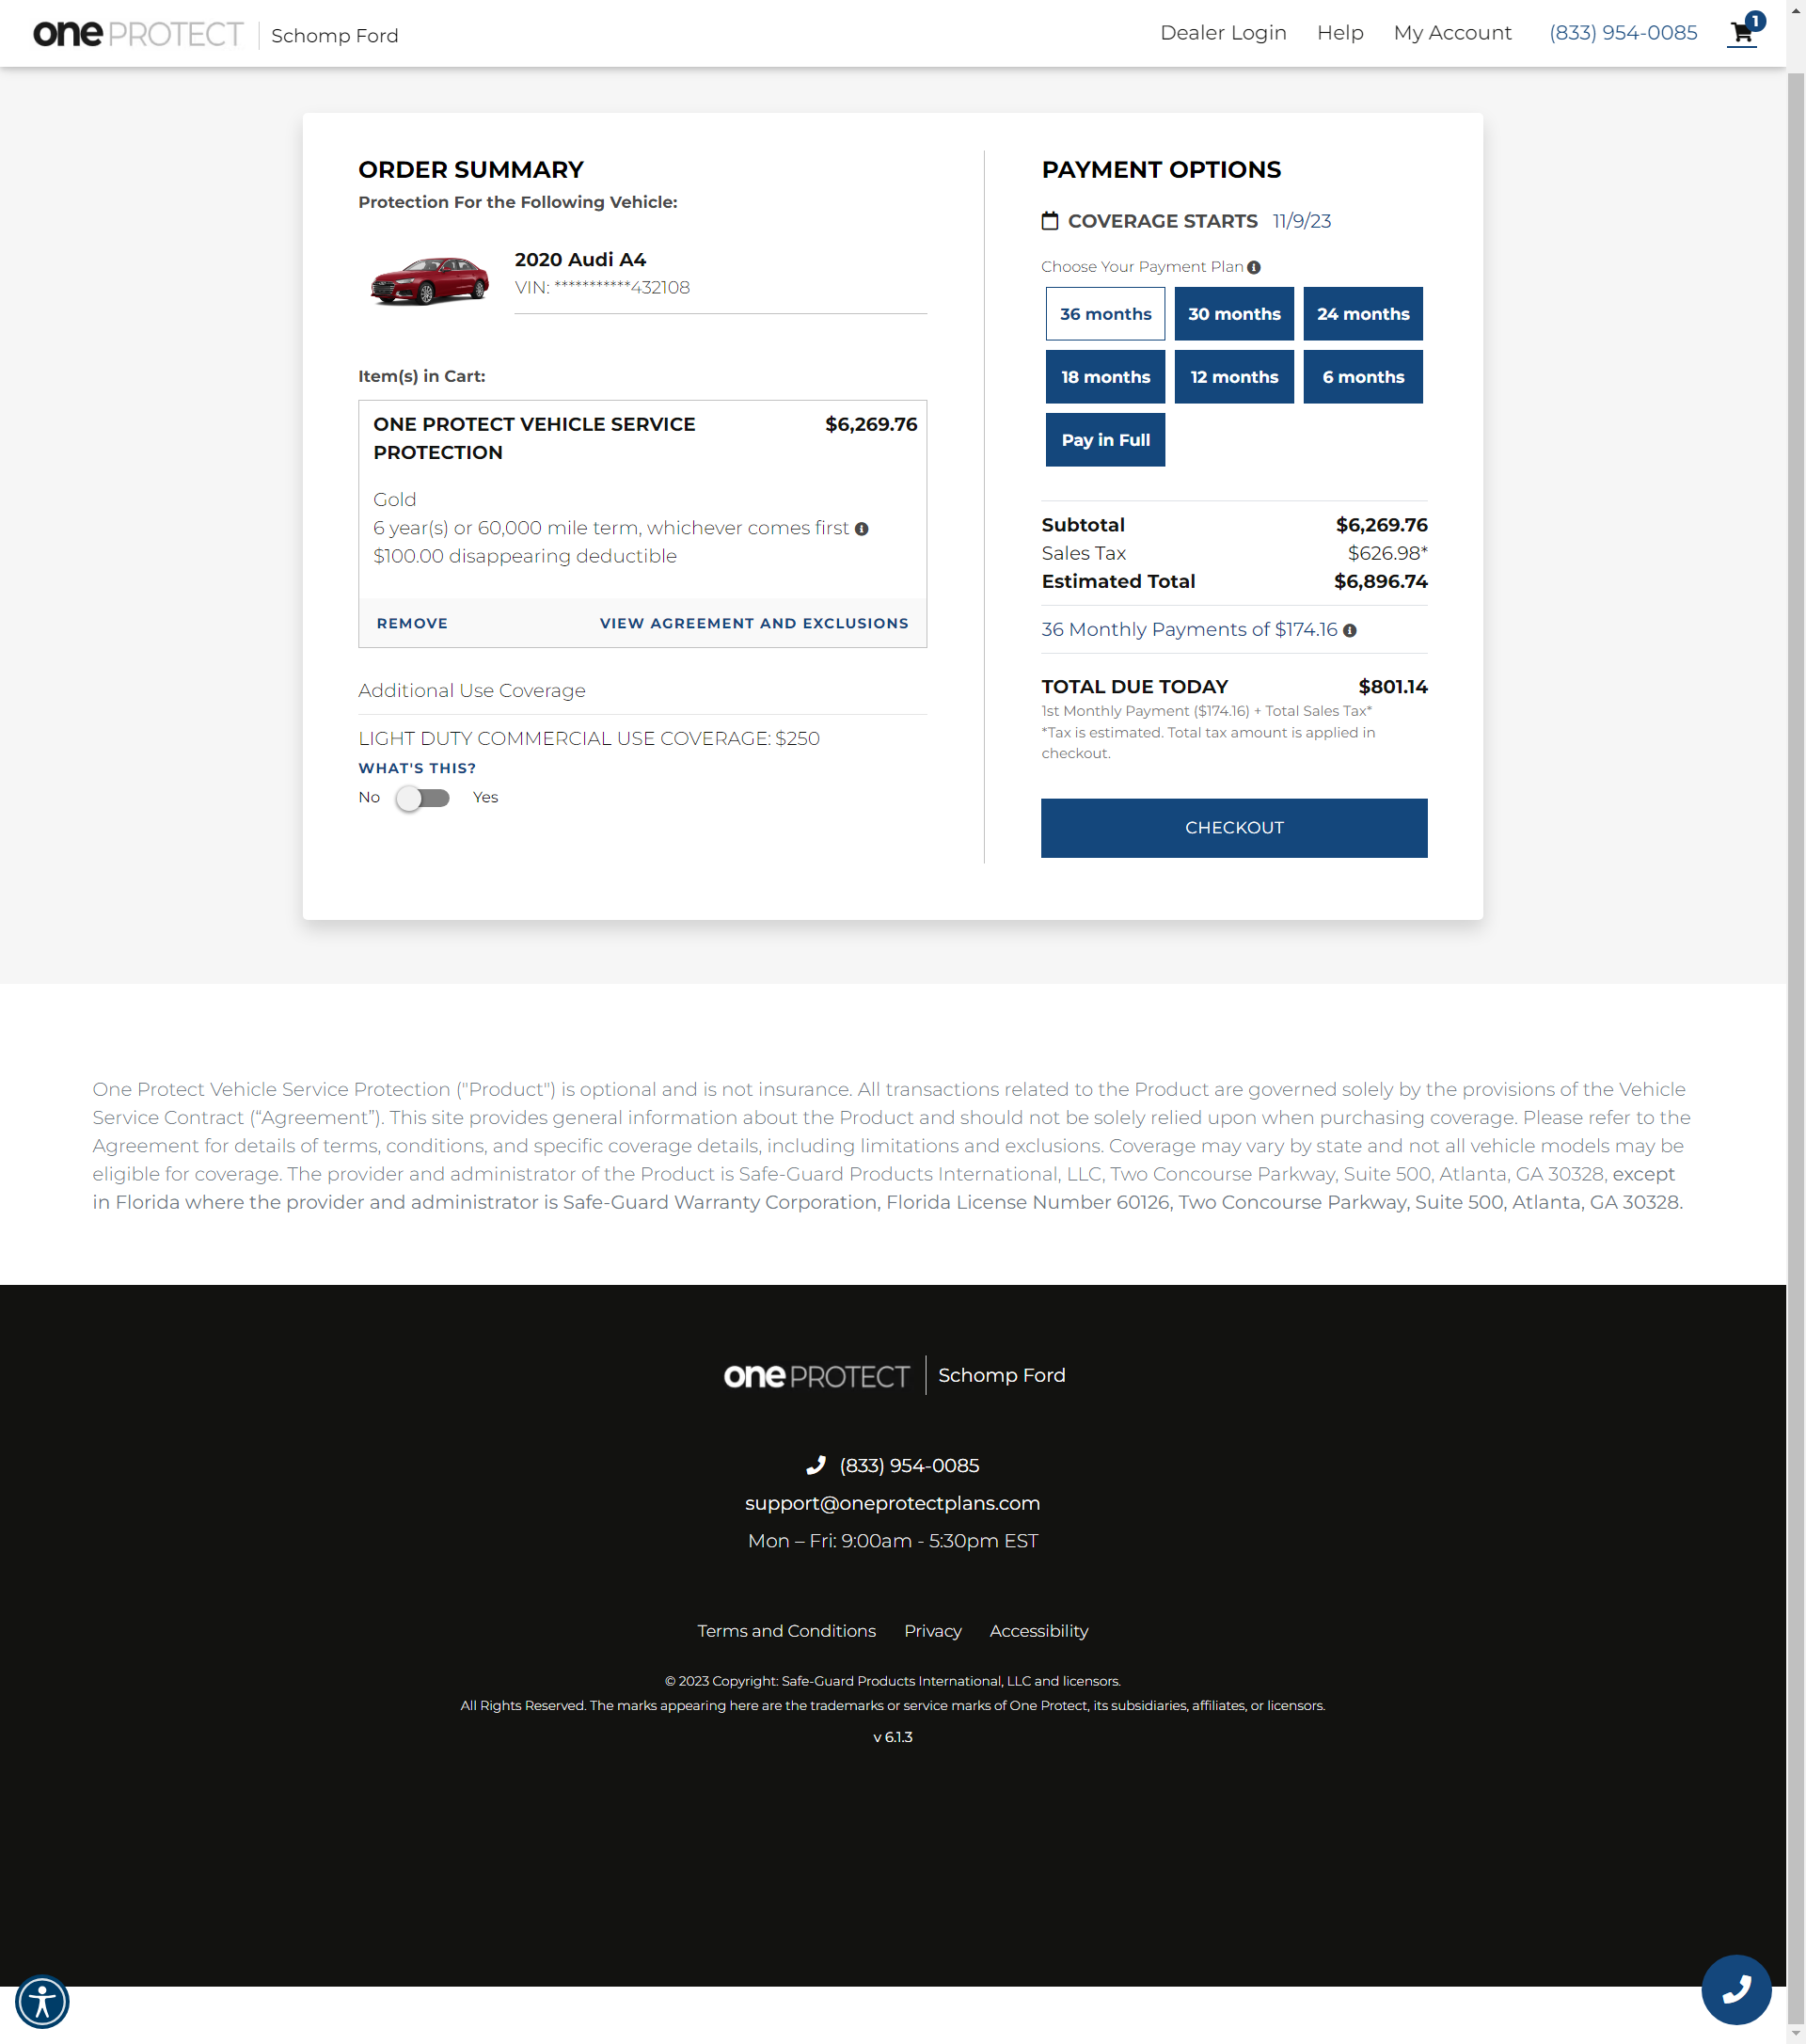 one PROTECT Schomp Ford
Dealer Login Help My Account (833) 954-0085 1
ORDER SUMMARY
Protection For the Following Vehicle:
2020 Audi A4
VIN: ***********432108
Item(s) in Cart:
ONE PROTECT VEHICLE SERVICE PROTECTION $6,269.76
Gold
6 year(s) or 60,000 mile term, whichever comes first
$100.00 disappearing deductible
REMOVE VIEW AGREEMENT AND EXCLUSIONS
Additional Use Coverage
LIGHT DUTY COMMERCIAL USE COVERAGE: $250
WHAT'S THIS?
No Yes
PAYMENT OPTIONS
COVERAGE STARTS 11/9/23
Choose Your Payment Plan
36 months 30 months 24 months
18 months 12 months 6 months
Pay in Full
Subtotal $6,269.76
Sales Tax $626.98*
Estimated Total $6,896.74
36 Monthly Payments of $174.16
TOTAL DUE TODAY $801.14
1st Monthly Payment ($174.16) + Total Sales Tax*
*Tax is estimated. Total tax amount is applied in
checkout.
CHECKOUT
One Protect Vehicle Service Protection ("Product") is optional and is not insurance. All transactions related to the Product are governed solely by the provisions of the Vehicle
Service Contract (“Agreement”). This site provides general information about the Product and should not be solely relied upon when purchasing coverage. Please refer to the
Agreement for details of terms, conditions, and specific coverage details, including limitations and exclusions. Coverage may vary by state and not all vehicle models may be
eligible for coverage. The provider and administrator of the Product is Safe-Guard Products International, LLC, Two Concourse Parkway, Suite 500, Atlanta, GA 30328, except
in Florida where the provider and administrator is Safe-Guard Warranty Corporation, Florida License Number 60126, Two Concourse Parkway, Suite 500, Atlanta, GA 30328.
one PROTECT Schomp Ford
(833) 954-0085
support@oneprotectplans.com
Mon – Fri: 9:00am - 5:30pm EST
Terms and Conditions Privacy Accessibility
© 2023 Copyright: Safe-Guard Products International, LLC and licensors.
All Rights Reserved. The marks appearing here are the trademarks or service marks of One Protect, its subsidiaries, affiliates, or licensors.
v 6.1.3